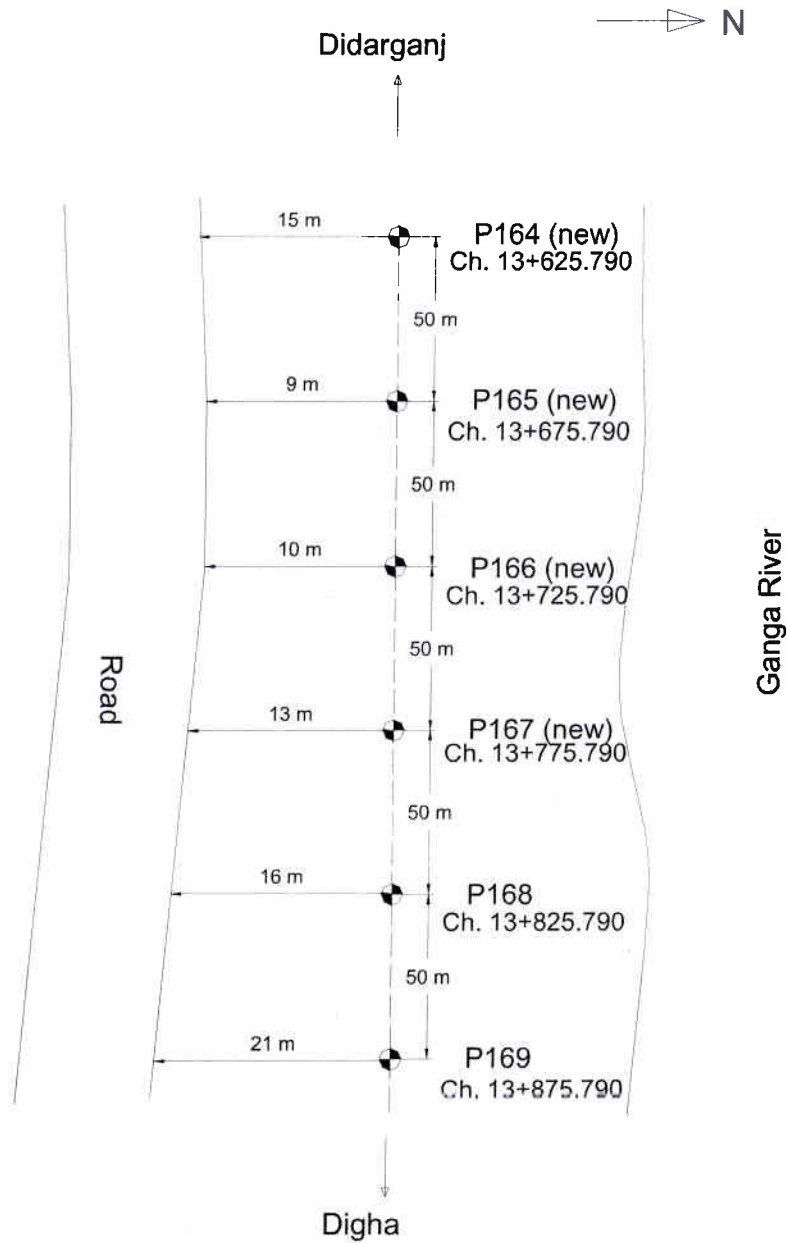 N
Didarganj
15 m
P164 (new)
Ch. 13+625.790
50 m
9 m
P165 (new)
Ch. 13+675.790
50 m
10 m
P166 (new)
Ch. 13+725.790
50 m
Road
Ganga River
13 m
P167 (new)
Ch. 13+775.790
50 m
16 m
P168
Ch. 13+825.790
50 m
21 m
P169
Ch. 13+875.790
Digha